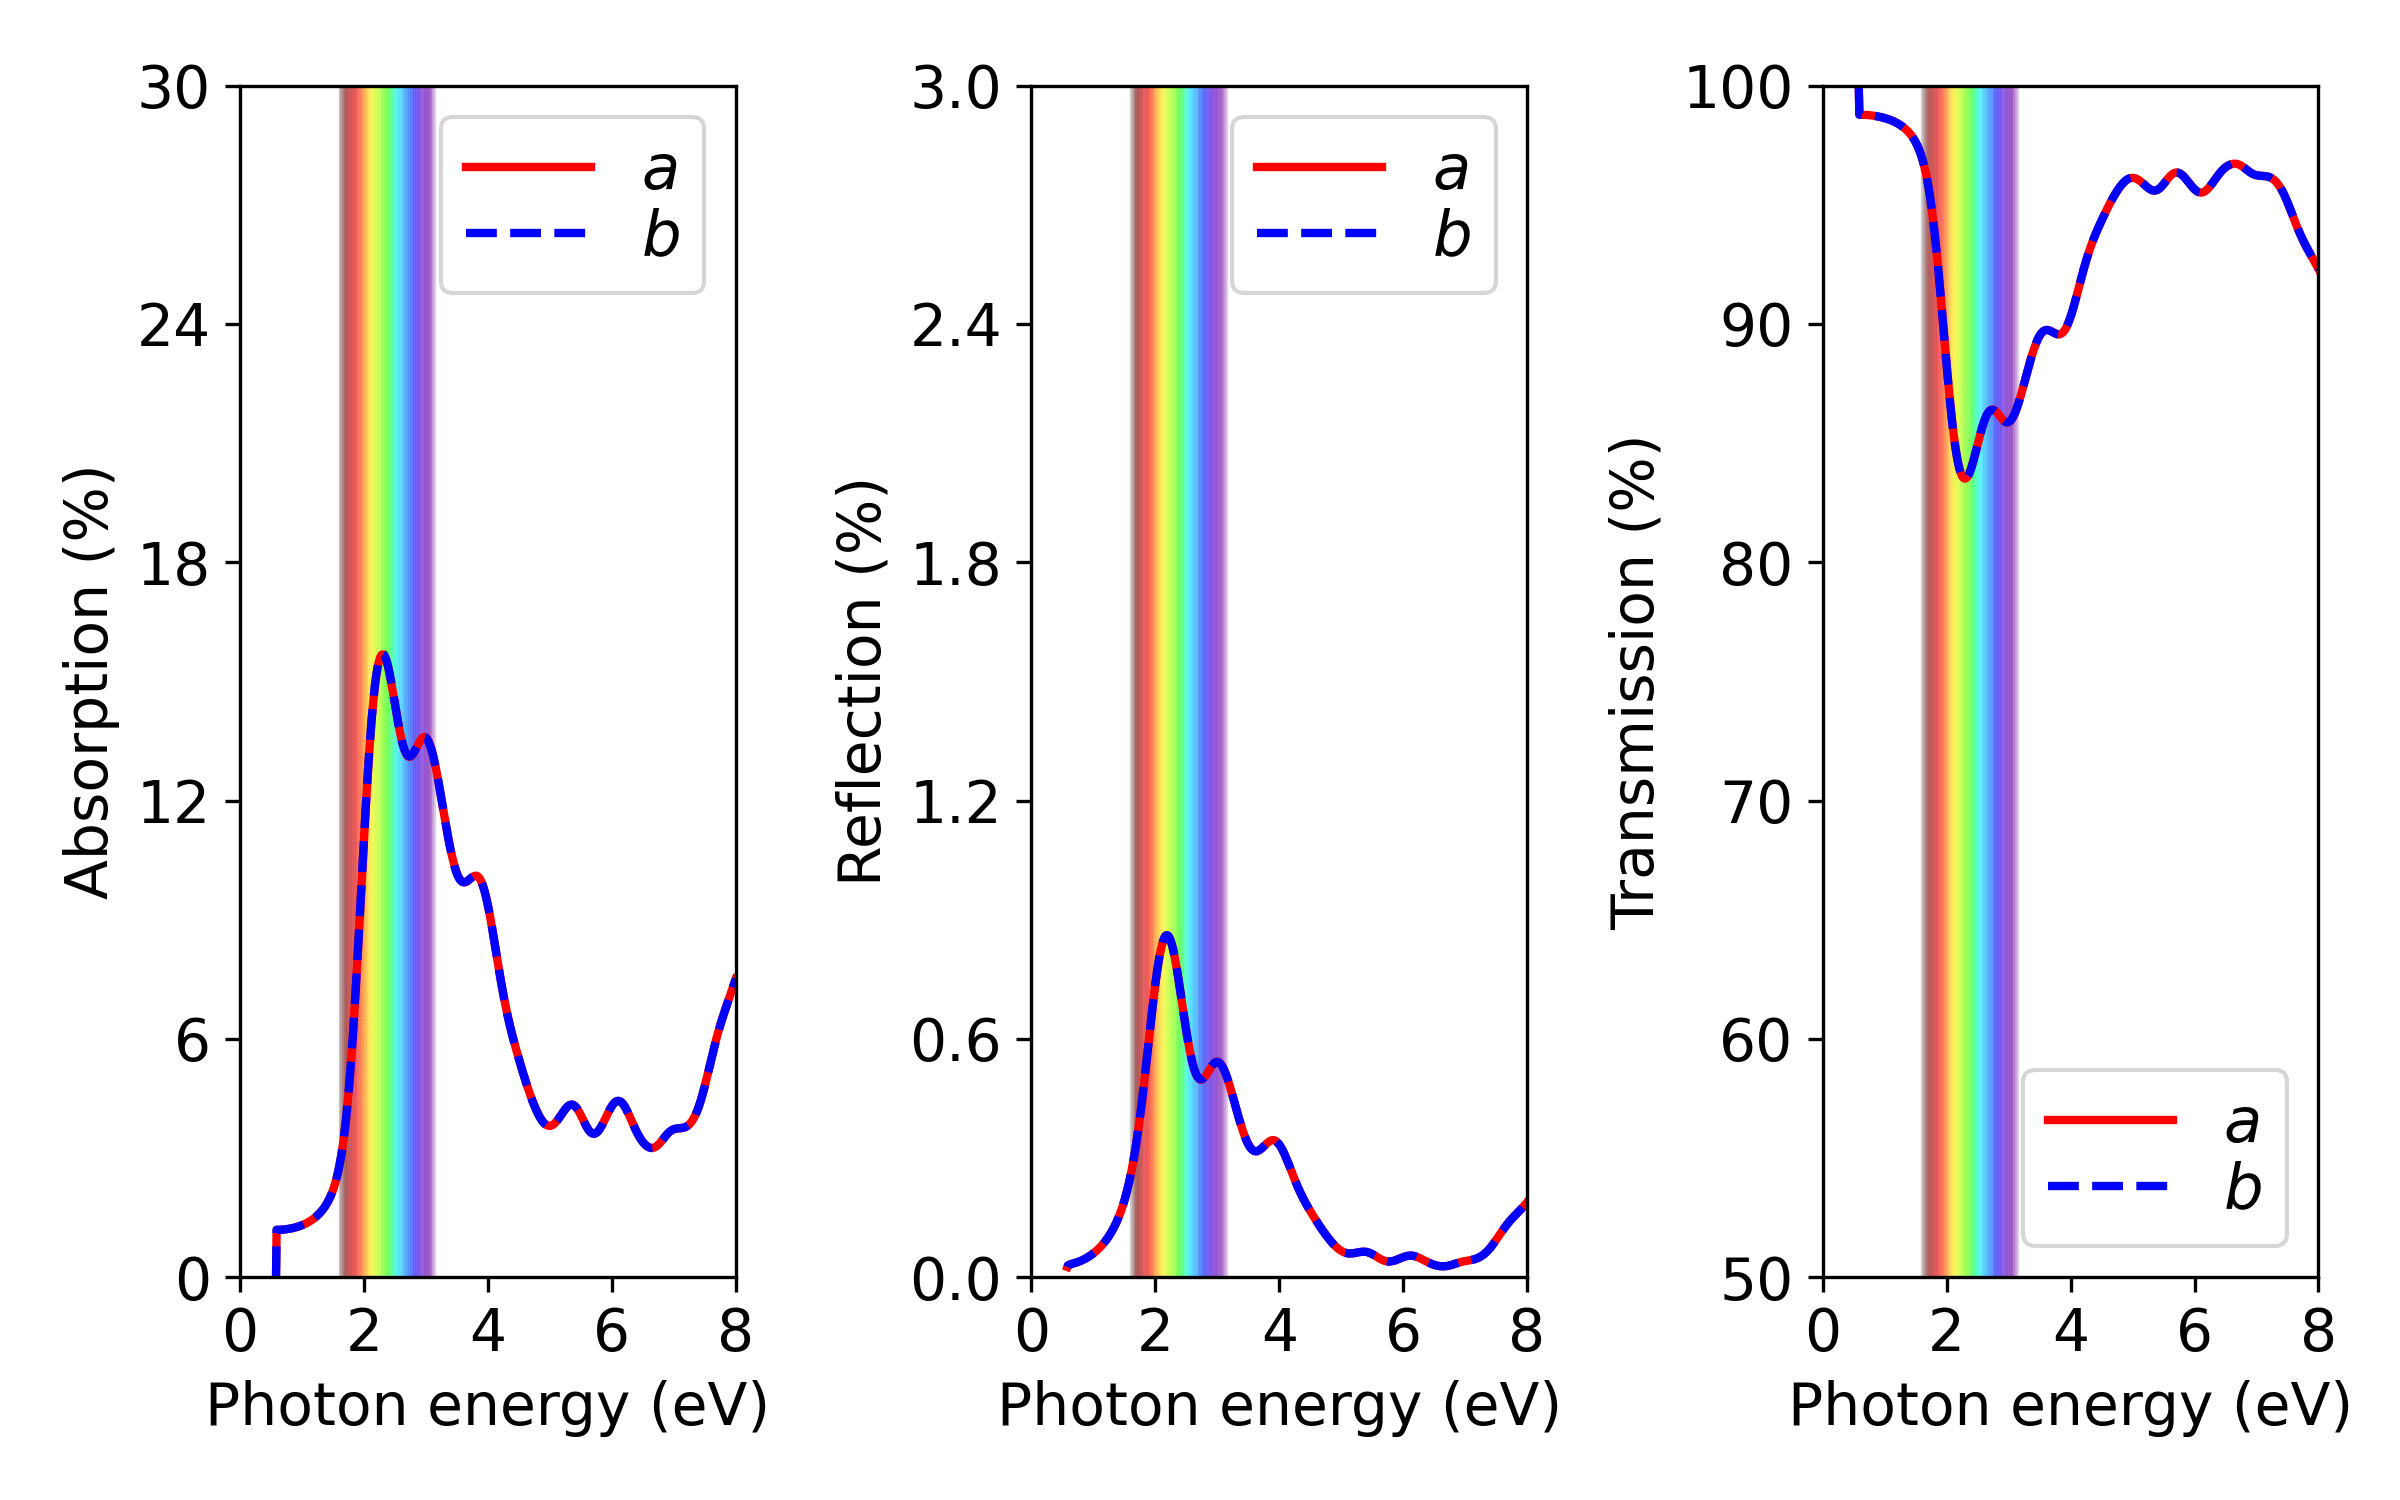 Absorption (%)
30
24
18
12
6
0
0 2 4 6 8
Photon energy (eV)
a
b
Reflection (%)
3.0
2.4
1.8
1.2
0.6
0.0
0 2 4 6 8
Photon energy (eV)
a
b
Transmission (%)
100
90
80
70
60
50
0 2 4 6 8
Photon energy (eV)
a
b